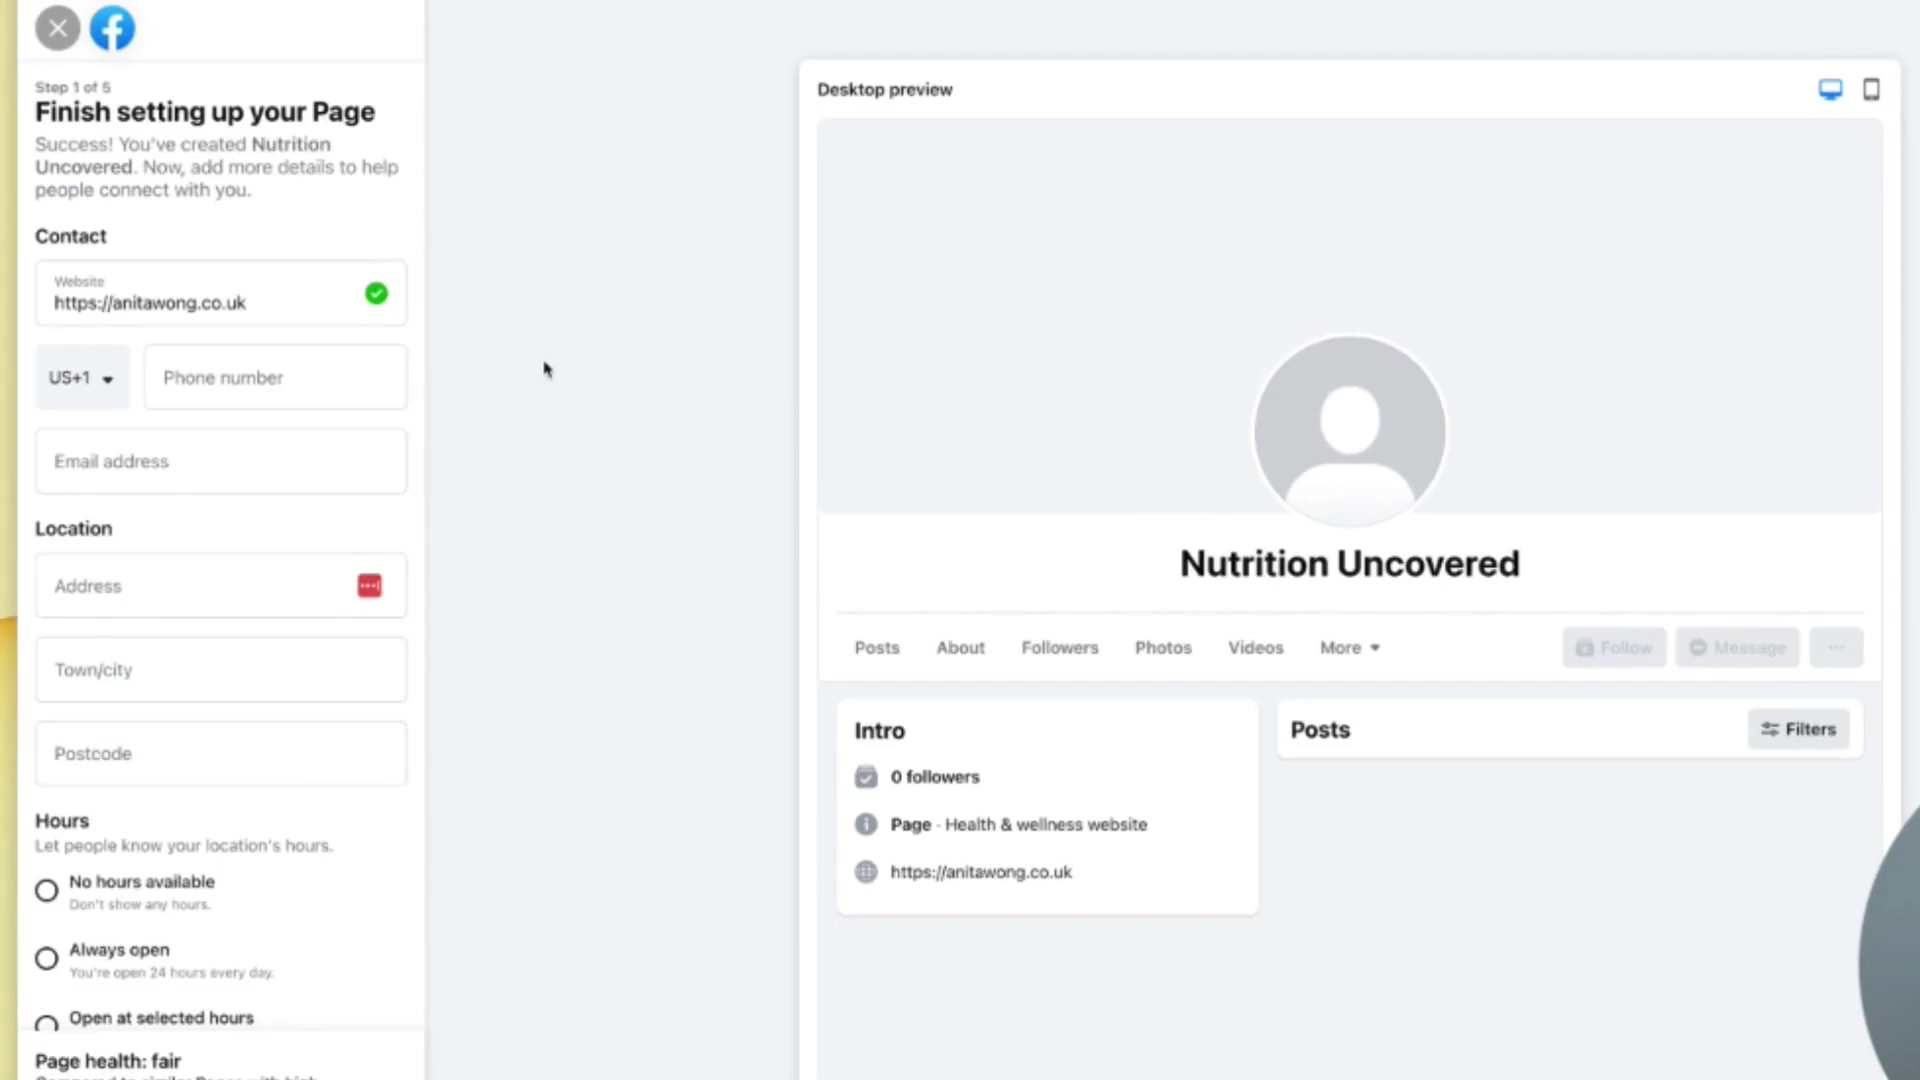 Step 1 of 5
Finish setting up your Page
Success! You've created Nutrition
Uncovered. Now, add more details to help
people connect with you.
Contact
Website
https://anitawong.co.uk
US+1
Phone number
Email address
Location
Address
Town/city
Postcode
Hours
Let people know your location's hours.
No hours available
Don't show any hours.
Always open
You're open 24 hours every day.
Open at selected hours
Page health: fair
Desktop preview
Nutrition Uncovered
Posts
About
Followers
Photos
Videos
More
Follow
Message
Intro
0 followers
Page · Health & wellness website
https://anitawong.co.uk
Posts
Filters